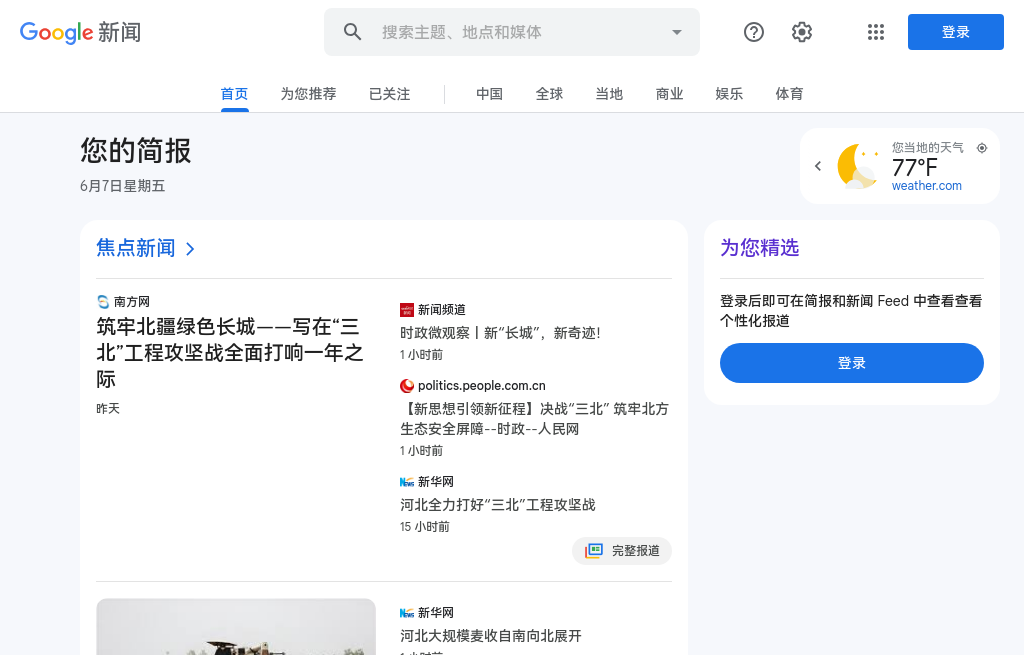 Google 新闻
搜索主题、地点和媒体
登录
首页
为您推荐
已关注
中国
全球
当地
商业
娱乐
体育
您的简报
6月7日星期五
您当地的天气
77°F
weather.com
焦点新闻
南方网
筑牢北疆绿色长城——写在“三
北”工程攻坚战全面打响一年之
际
昨天
新闻频道
时政微观察丨新“长城”，新奇迹！
1 小时前
politics.people.com.cn
【新思想引领新征程】决战“三北” 筑牢北方
生态安全屏障--时政--人民网
1 小时前
新华网
河北全力打好“三北”工程攻坚战
15 小时前
完整报道
新华网
河北大规模麦收自南向北展开
为您精选
登录后即可在简报和新闻 Feed 中查看查看
个性化报道
登录